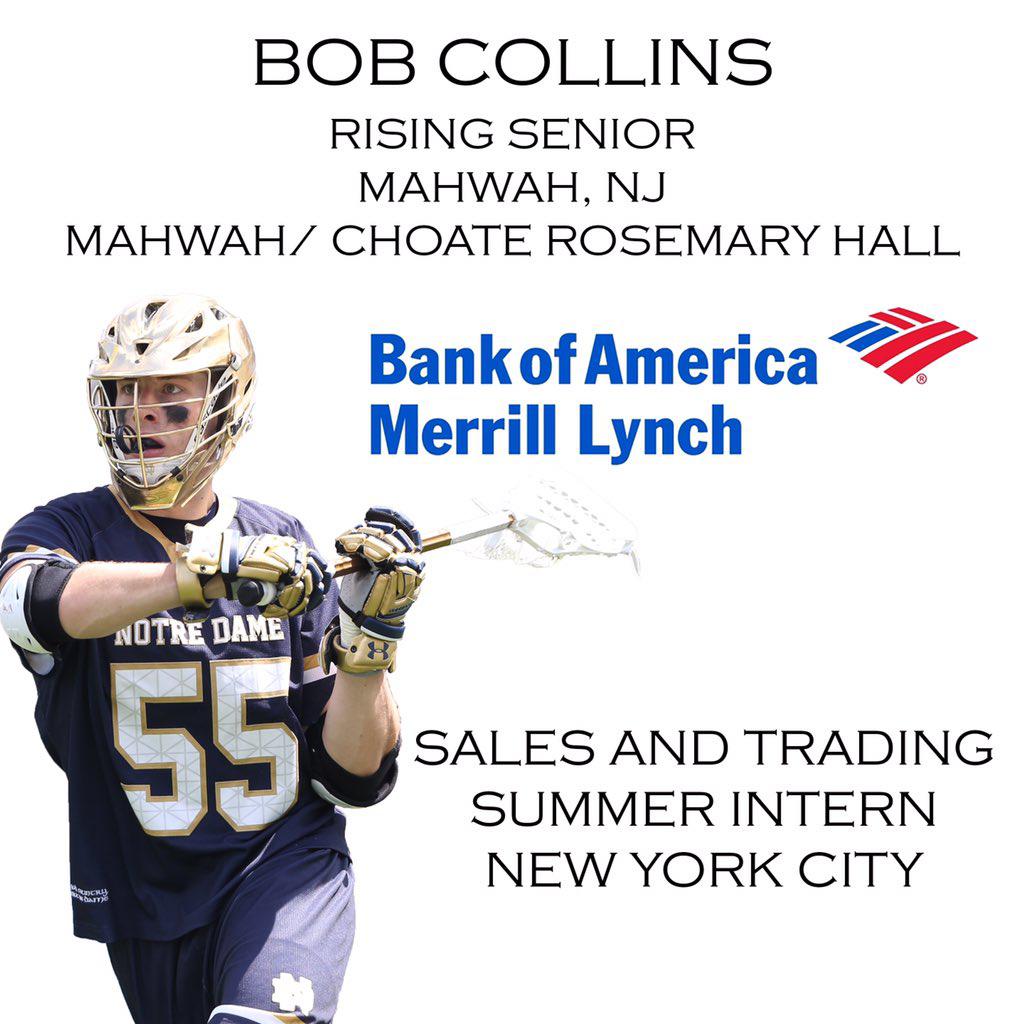 BOB COLLINS
RISING SENIOR
MAHWAH, NJ
MAHWAH/ CHOATE ROSEMARY HALL
Bank of America
Merrill Lynch
®
NOTRE DAME
55
SALES AND TRADING
SUMMER INTERN
NEW YORK CITY